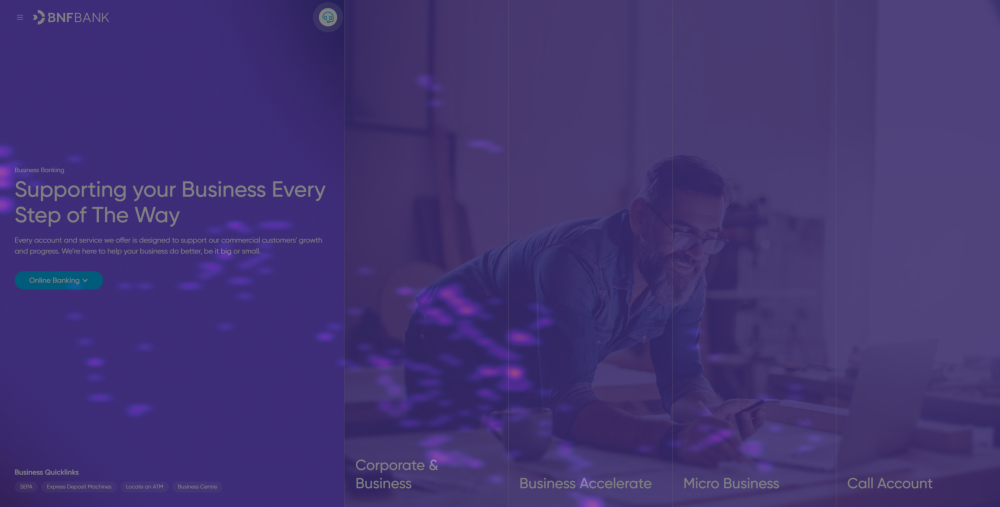 BNFBANK
Business Banking
Supporting your Business Every
Step of The Way
Every account and service we offer is designed to support our commercial customers' growth
and progress. We're here to help your business do better, be it big or small.
Online Banking
Business Quicklinks
SEPA
Express Deposit Machines
Locate an ATM
Business Centre
Corporate &
Business
Business Accelerate
Micro Business
Call Account